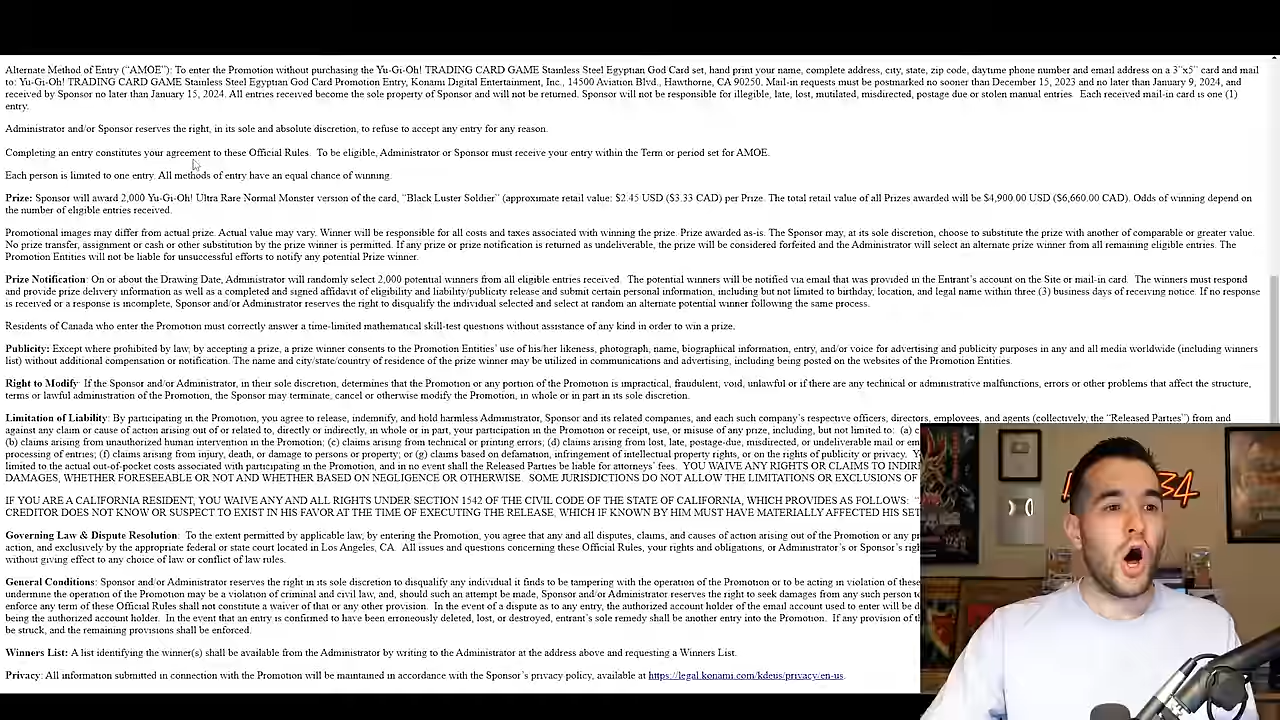 Alternate Method of Entry ("AMOE"): To enter the Promotion without purchasing the Yu-Gi-Oh! TRADING CARD GAME Stainless Steel Egyptian God Card set, hand print your name, complete address, city, state, zip code, daytime phone number and email address on a 3"x5" card and mail
to: Yu-Gi-Oh! TRADING CARD GAME Stainless Steel Egyptian God Card Promotion Entry, Konami Digital Entertainment, Inc., 14500 Aviation Blvd., Hawthorne, CA 90250. Mail-in requests must be postmarked no sooner than December 15, 2023 and no later than January 9, 2024, and
received by Sponsor no later than January 15, 2024. All entries received become the sole property of Sponsor and will not be returned. Sponsor will not be responsible for illegible, late, lost, mutilated, misdirected, postage due or stolen manual entries. Each received mail-in card is one (1)
entry.
Administrator and/or Sponsor reserves the right, in its sole and absolute discretion, to refuse to accept any entry for any reason.
Completing an entry constitutes your agreement to these Official Rules. To be eligible, Administrator or Sponsor must receive your entry within the Term or period set for AMOE.
Each person is limited to one entry. All methods of entry have an equal chance of winning.
Prize: Sponsor will award 2,000 Yu-Gi-Oh! Ultra Rare Normal Monster version of the card, "Black Luster Soldier" (approximate retail value: $2.45 USD ($3.33 CAD) per Prize. The total retail value of all Prizes awarded will be $4,900.00 USD ($6,660.00 CAD). Odds of winning depend on
the number of eligible entries received.
Promotional images may differ from actual prize. Actual value may vary. Winner will be responsible for all costs and taxes associated with winning the prize. Prize awarded as-is. The Sponsor may, at its sole discretion, choose to substitute the prize with another of comparable or greater value.
No prize transfer, assignment or cash or other substitution by the prize winner is permitted. If any prize or prize notification is returned as undeliverable, the prize will be considered forfeited and the Administrator will select an alternate prize winner from all remaining eligible entries. The
Promotion Entities will not be liable for unsuccessful efforts to notify any potential Prize winner.
Prize Notification: On or about the Drawing Date, Administrator will randomly select 2,000 potential winners from all eligible entries received. The potential winners will be notified via email that was provided in the Entrant's account on the Site or mail-in card. The winners must respond
and provide prize delivery information as well as a completed and signed affidavit of eligibility and liability/publicity release and submit certain personal information, including but not limited to birthday, location, and legal name within three (3) business days of receiving notice. If no response
is received or a response is incomplete, Sponsor and/or Administrator reserves the right to disqualify the individual selected and select at random an alternate potential winner following the same process.
Residents of Canada who enter the Promotion must correctly answer a time-limited mathematical skill-test questions without assistance of any kind in order to win a prize.
Publicity: Except where prohibited by law, by accepting a prize, a prize winner consents to the Promotion Entities' use of his/her likeness, photograph, name, biographical information, entry, and/or voice for advertising and publicity purposes in any and all media worldwide (including winners
list) without additional compensation or notification. The name and city/state/country of residence of the prize winner may be utilized in communications and advertising, including being posted on the websites of the Promotion Entities.
Right to Modify: If the Sponsor and/or Administrator, in their sole discretion, determines that the Promotion or any portion of the Promotion is impractical, fraudulent, void, unlawful or if there are any technical or administrative malfunctions, errors or other problems that affect the structure,
terms or lawful administration of the Promotion, the Sponsor may terminate, cancel or otherwise modify the Promotion, in whole or in part in its sole discretion.
Limitation of Liability: By participating in the Promotion, you agree to release, indemnify, and hold harmless Administrator, Sponsor and its related companies, and each such company's respective officers, directors, employees, and agents (collectively, the "Released Parties") from and
against any claim or cause of action arising out of or related to, directly or indirectly, in whole or in part, your participation in the Promotion or receipt, use, or misuse of any prize, including, but not limited to: (a) c
(b) claims arising from unauthorized human intervention in the Promotion; (c) claims arising from technical or printing errors; (d) claims arising from lost, late, postage-due, misdirected, or undeliverable mail or em
processing of entries; (f) claims arising from injury, death, or damage to persons or property; or (g) claims based on defamation, infringement of intellectual property rights, or on the rights of publicity or privacy. Y
limited to the actual out-of-pocket costs associated with participating in the Promotion, and in no event shall the Released Parties be liable for attorneys' fees. YOU WAIVE ANY RIGHTS OR CLAIMS TO INDIR
DAMAGES, WHETHER FORESEEABLE OR NOT AND WHETHER BASED ON NEGLIGENCE OR OTHERWISE. SOME JURISDICTIONS DO NOT ALLOW THE LIMITATIONS OR EXCLUSIONS OF
IF YOU ARE A CALIFORNIA RESIDENT, YOU WAIVE ANY AND ALL RIGHTS UNDER SECTION 1542 OF THE CIVIL CODE OF THE STATE OF CALIFORNIA, WHICH PROVIDES AS FOLLOWS: "
CREDITOR DOES NOT KNOW OR SUSPECT TO EXIST IN HIS FAVOR AT THE TIME OF EXECUTING THE RELEASE, WHICH IF KNOWN BY HIM MUST HAVE MATERIALLY AFFECTED HIS SET
Governing Law & Dispute Resolution: To the extent permitted by applicable law, by entering the Promotion, you agree that any and all disputes, claims, and causes of action arising out of the Promotion or any pr
action, and exclusively by the appropriate federal or state court located in Los Angeles, CA. All issues and questions concerning these Official Rules, your rights and obligations, or Administrator's or Sponsor's righ
without giving effect to any choice of law or conflict of law rules.
General Conditions: Sponsor and/or Administrator reserves the right in its sole discretion to disqualify any individual it finds to be tampering with the operation of the Promotion or to be acting in violation of these
undermine the operation of the Promotion may be a violation of criminal and civil law, and, should such an attempt be made, Sponsor and/or Administrator reserves the right to seek damages from any such person t
enforce any term of these Official Rules shall not constitute a waiver of that or any other provision. In the event of a dispute as to any entry, the authorized account holder of the email account used to enter will be d
being the authorized account holder. In the event that an entry is confirmed to have been erroneously deleted, lost, or destroyed, entrant's sole remedy shall be another entry into the Promotion. If any provision of th
be struck, and the remaining provisions shall be enforced.
Winners List: A list identifying the winner(s) shall be available from the Administrator by writing to the Administrator at the address above and requesting a Winners List.
Privacy: All information submitted in connection with the Promotion will be maintained in accordance with the Sponsor's privacy policy, available at https://legal.konami.com/kdeus/privacy/en-us.